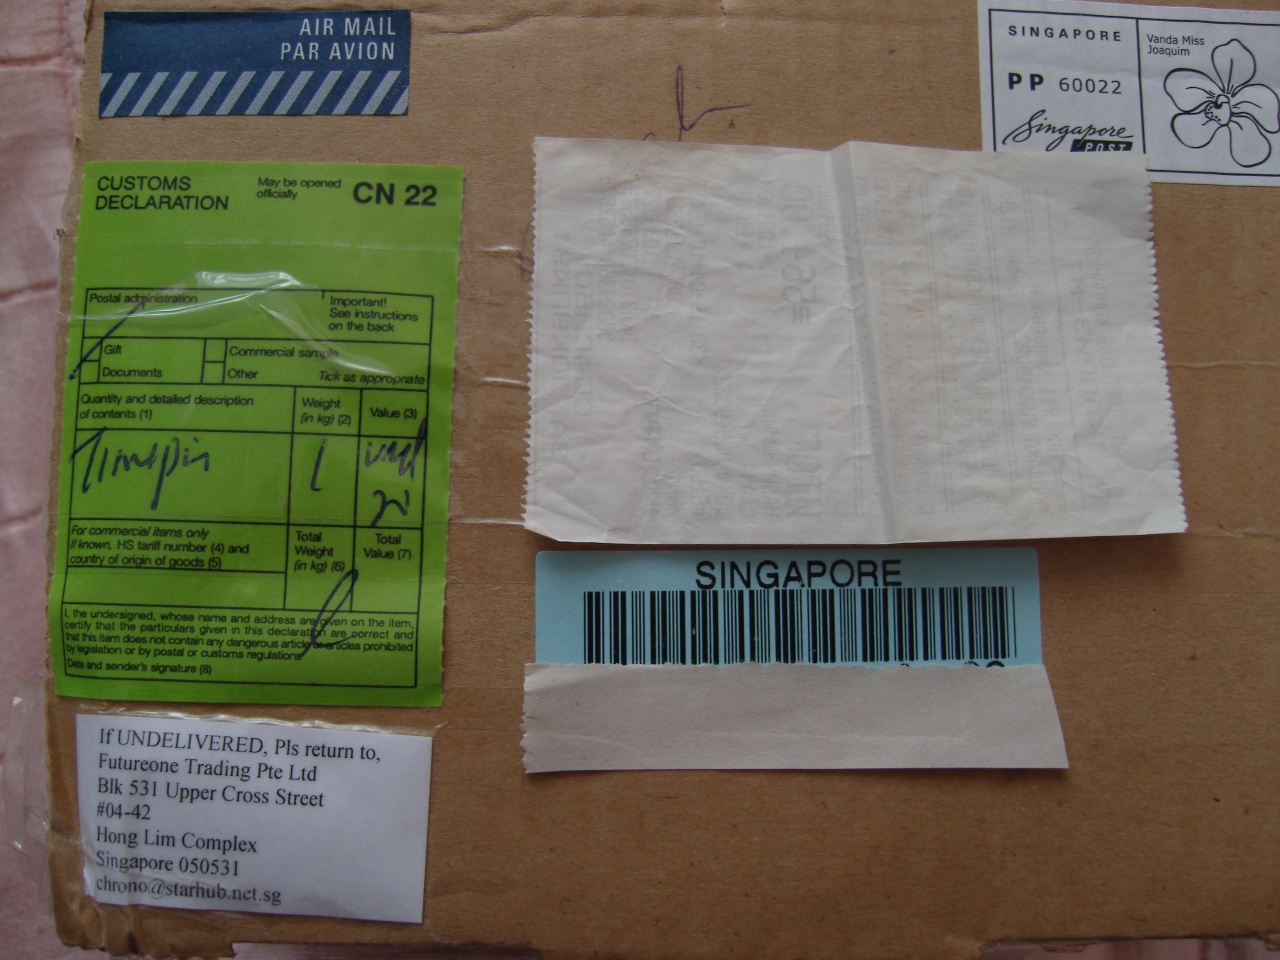 AIR MAIL
PAR AVION
SINGAPORE
PP 60022
Singapore
POST
Vanda Miss
Joaquim
CUSTOMS
DECLARATION
May be opened
officially
CN 22
Postal administration
Important!
See instructions
on the back
Gift
Commercial sample
Documents
Other
Tick as appropriate
Quantity and detailed description
of contents (1)
Weight
(in kg) (2)
Value (3)
1
For commercial items only
If known, HS tariff number (4) and
country of origin of goods (5)
Total
Weight
(in kg) (6)
Total
Value (7)
I, the undersigned, whose name and address are given on the item,
certify that the particulars given in this declaration are correct and
that this item does not contain any dangerous article or articles prohibited
by legislation or by postal or customs regulations
Date and sender's signature (8)
SINGAPORE
If UNDELIVERED, Pls return to,
Futureone Trading Pte Ltd
Blk 531 Upper Cross Street
#04-42
Hong Lim Complex
Singapore 050531
chrono@starhub.net.sg